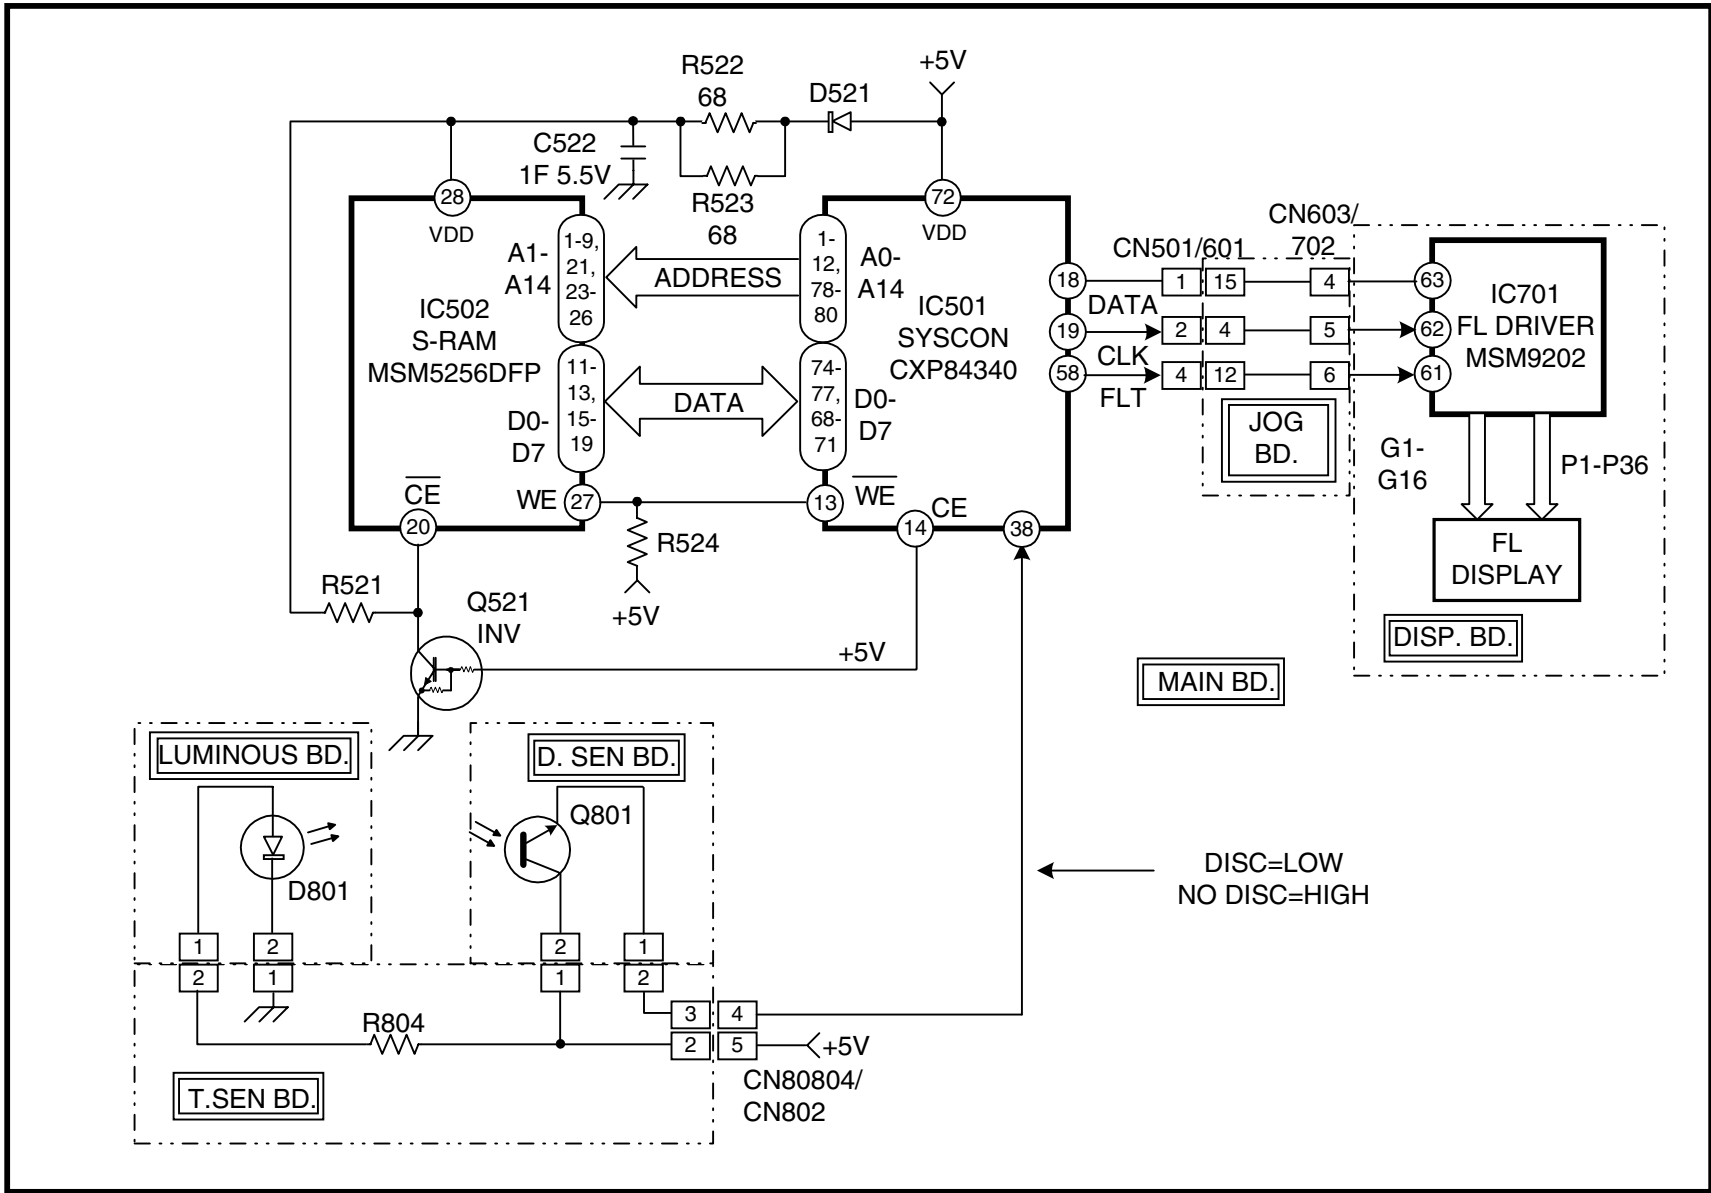 +5V
R522
68
D521
C522
1F 5.5V
R523
68
28
VDD
72
VDD
A1-
A14
1-9,
21,
23-
26
ADDRESS
1-
12,
78-
80
A0-
A14
IC502
S-RAM
MSM5256DFP
IC501
SYSCON
CXP84340
11-
13,
15-
19
D0-
D7
DATA
74-
77,
68-
71
D0-
D7
CE
20
WE
27
13
WE
14
CE
38
R524
+5V
R521
Q521
INV
+5V
18
DATA
19
CLK
58
FLT
CN501/601
CN603/
702
1
15
4
2
4
5
4
12
6
JOG
BD.
63
62
61
IC701
FL DRIVER
MSM9202
G1-
G16
P1-P36
FL
DISPLAY
DISP. BD.
MAIN BD.
LUMINOUS BD.
D801
1
2
2
1
D. SEN BD.
Q801
2
1
1
2
R804
3
4
2
5
+5V
CN80804/
CN802
T.SEN BD.
DISC=LOW
NO DISC=HIGH